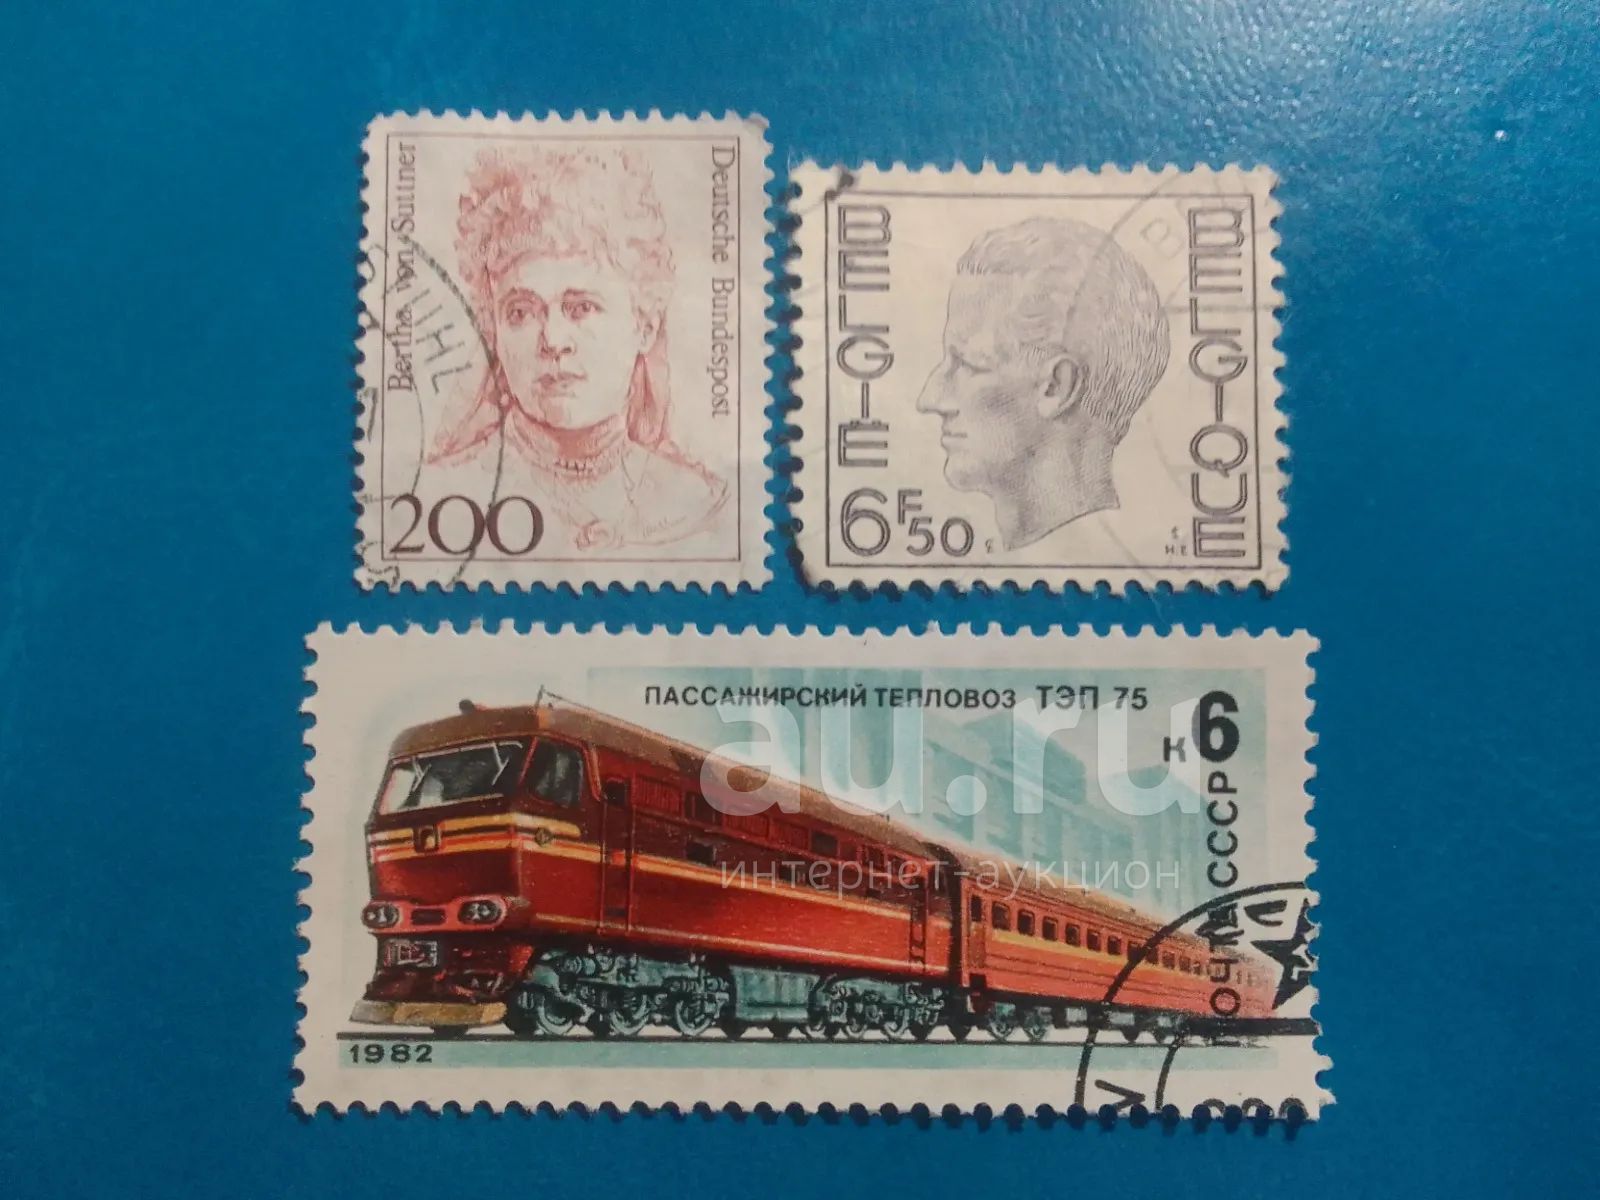 Bertha von Suttner
Deutsche Bundespost
200
BELGIE
BELGIQUE
6F50
ПАССАЖИРСКИЙ ТЕПЛОВОЗ ТЭП 75
к6
ПОЧТА СССР
1982
au.ru
интернет-аукцион